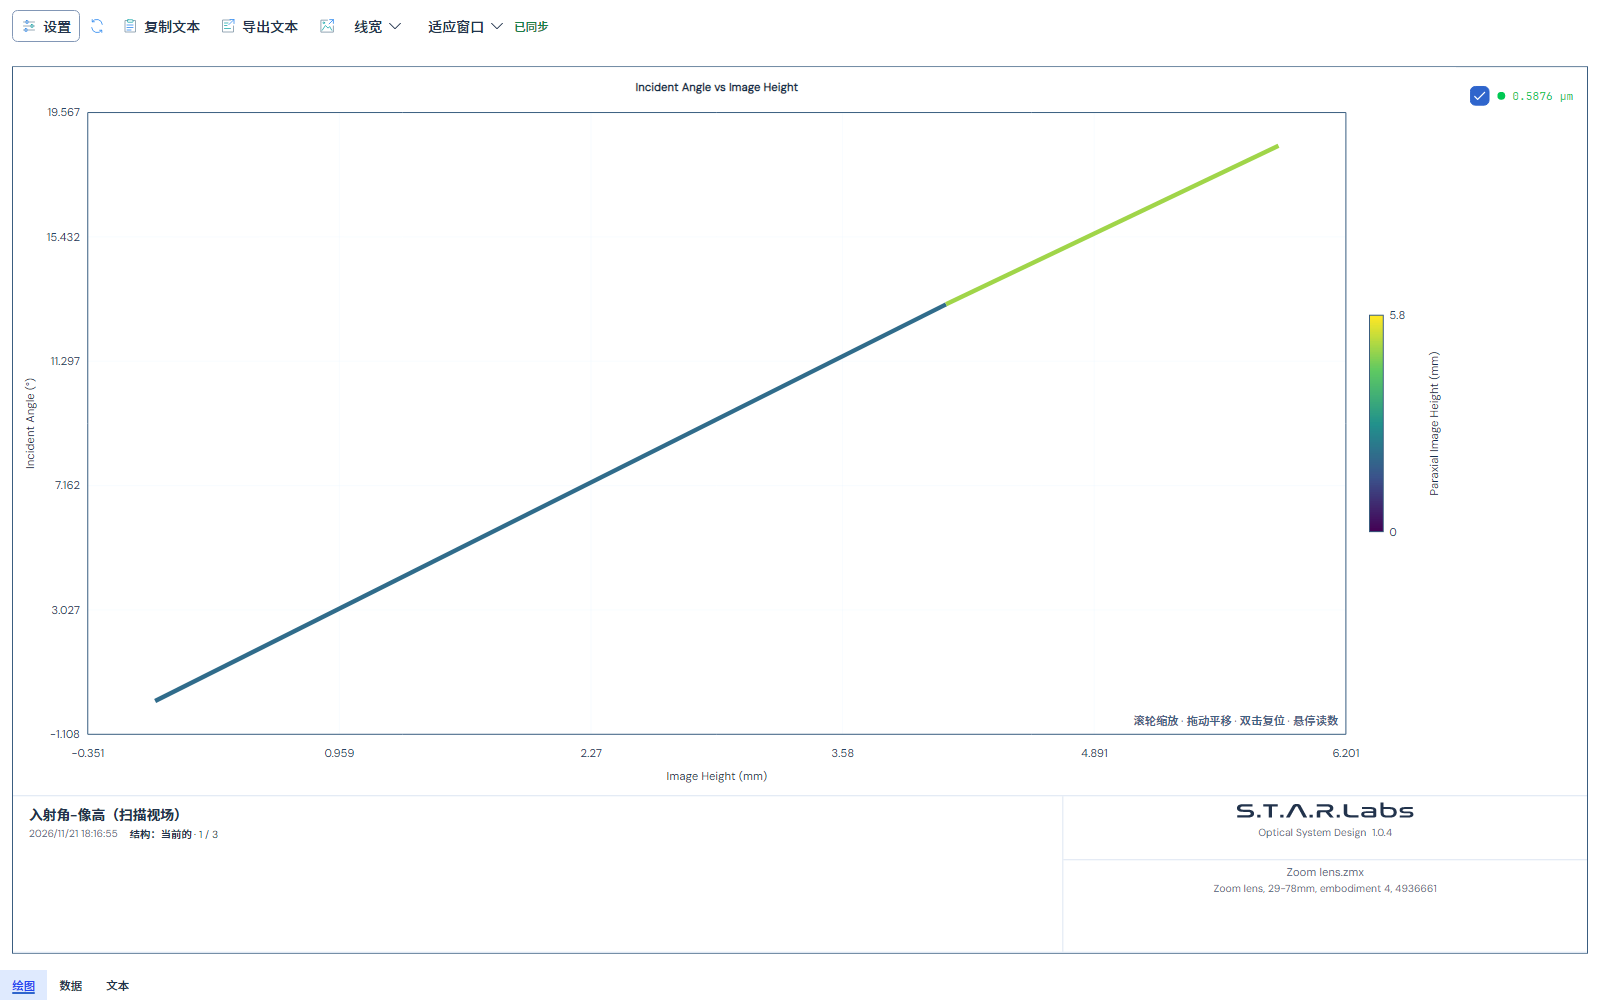 设置
复制文本
导出文本
线宽
适应窗口
已同步
Incident Angle vs Image Height
0.5876 μm
19.567
15.432
11.297
7.162
3.027
-1.108
Incident Angle (°)
-0.351
0.959
2.27
3.58
4.891
6.201
Image Height (mm)
滚轮缩放 · 拖动平移 · 双击复位 · 悬停读数
5.8
0
Paraxial Image Height (mm)
入射角-像高（扫描视场）
2026/11/21 18:16:55 结构：当前的 · 1 / 3
S.T.A.R.Labs
Optical System Design 1.0.4
Zoom lens.zmx
Zoom lens, 29-78mm, embodiment 4, 4936661
绘图
数据
文本